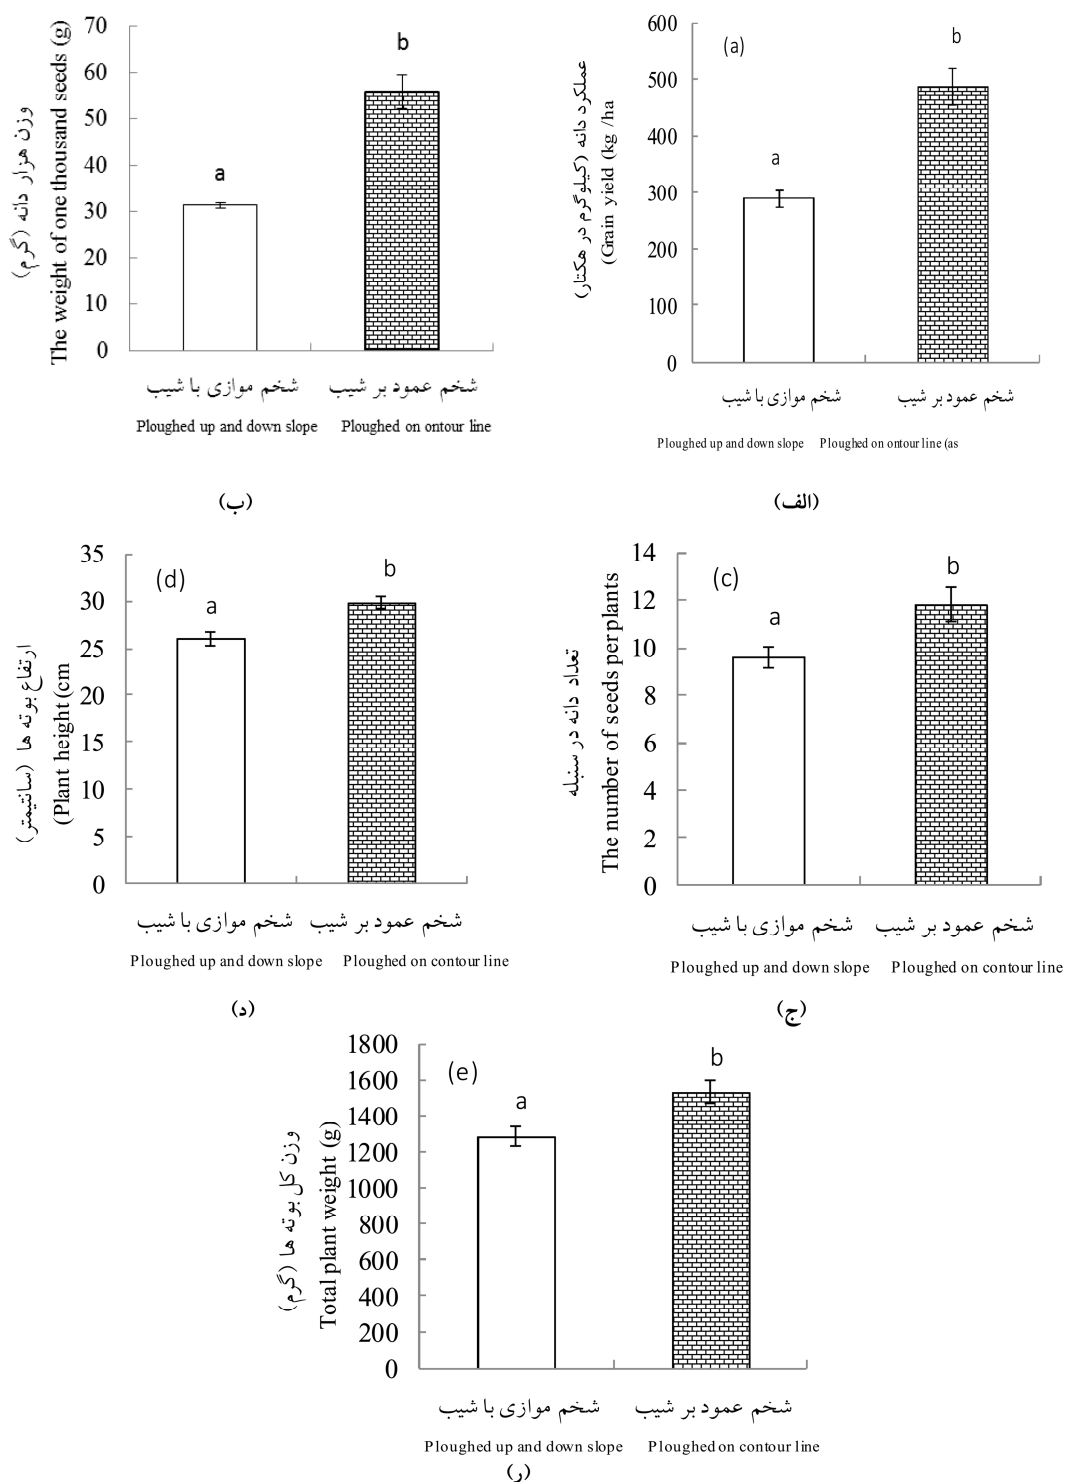 وزن هزار دانه (گرم)
The weight of one thousand seeds (g)
70
60
50
40
30
20
10
0
a
b
شخم موازی با شیب
شخم عمود بر شیب
Ploughed up and down slope
Ploughed on ontour line
(ب)
عملکرد دانه (کیلوگرم در هکتار)
(Grain yield (kg /ha
600
500
400
300
200
100
0
(a)
a
b
شخم موازی با شیب
شخم عمود بر شیب
Ploughed up and down slope
Ploughed on ontour line (as
(الف)
ارتفاع بوته ها (سانتیمتر)
(Plant height (cm
35
30
25
20
15
10
5
0
(d)
a
b
شخم موازی با شیب
شخم عمود بر شیب
Ploughed up and down slope
Ploughed on contour line
(د)
تعداد دانه در سنبله
The number of seeds per plants
14
12
10
8
6
4
2
0
(c)
a
b
شخم موازی با شیب
شخم عمود بر شیب
Ploughed up and down slope
Ploughed on contour line
(ج)
وزن کل بوته ها (گرم)
Total plant weight (g)
1800
1600
1400
1200
1000
800
600
400
200
0
(e)
a
b
شخم موازی با شیب
شخم عمود بر شیب
Ploughed up and down slope
Ploughed on contour line
(ر)